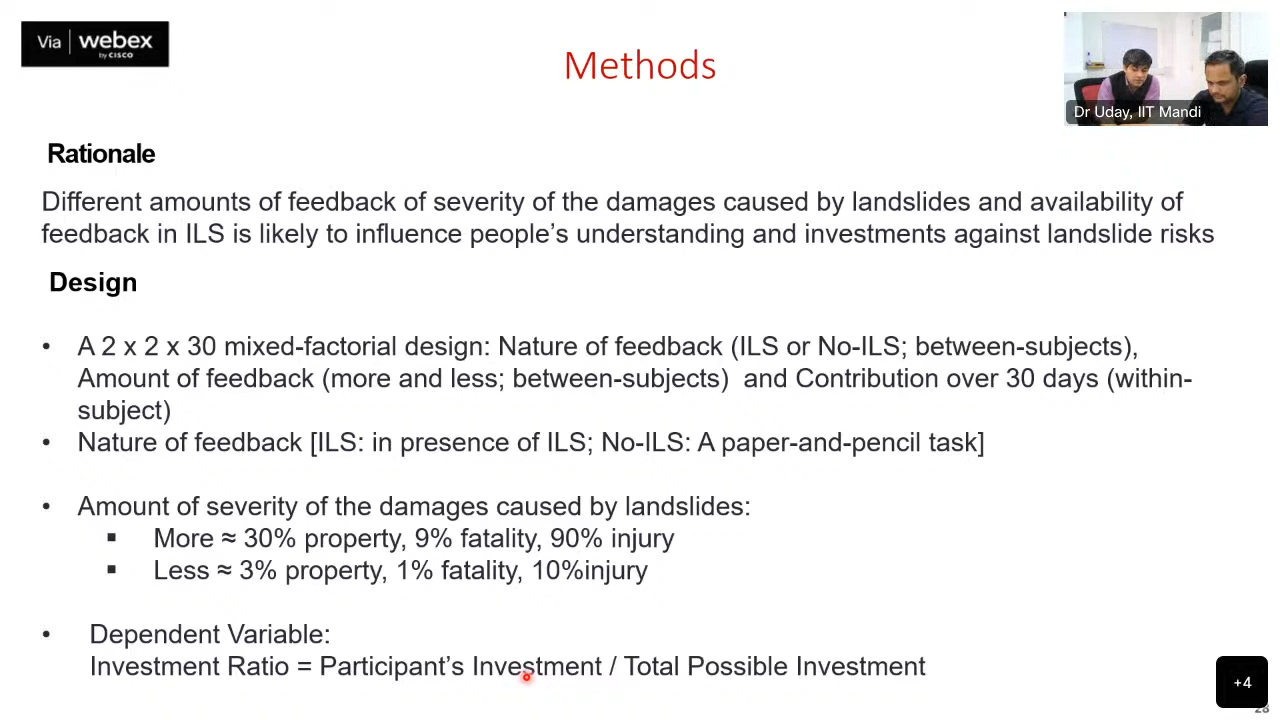 Via webex
by CISCO
Methods
Dr Uday, IIT Mandi
Rationale
Different amounts of feedback of severity of the damages caused by landslides and availability of
feedback in ILS is likely to influence people’s understanding and investments against landslide risks
Design
• A 2 x 2 x 30 mixed-factorial design: Nature of feedback (ILS or No-ILS; between-subjects),
Amount of feedback (more and less; between-subjects) and Contribution over 30 days (within-
subject)
• Nature of feedback [ILS: in presence of ILS; No-ILS: A paper-and-pencil task]
• Amount of severity of the damages caused by landslides:
▪ More ≈ 30% property, 9% fatality, 90% injury
▪ Less ≈ 3% property, 1% fatality, 10%injury
• Dependent Variable:
Investment Ratio = Participant’s Investment / Total Possible Investment
+4